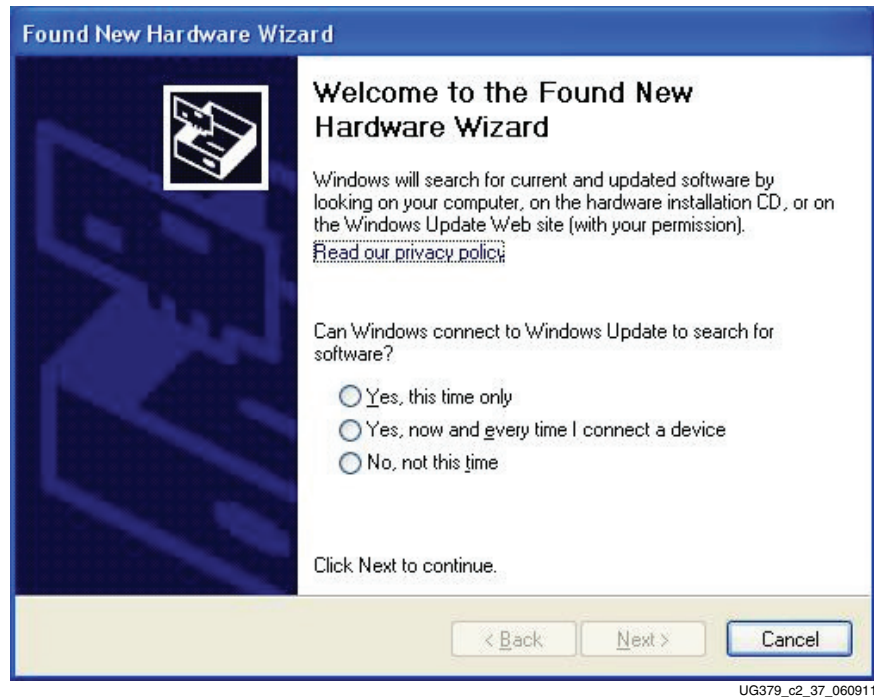 Found New Hardware Wizard
Welcome to the Found New
Hardware Wizard
Windows will search for current and updated software by
looking on your computer, on the hardware installation CD, or on
the Windows Update Web site (with your permission).
Read our privacy policy
Can Windows connect to Windows Update to search for
software?
Yes, this time only
Yes, now and every time I connect a device
No, not this time
Click Next to continue.
< Back Next > Cancel
UG379_c2_37_060911